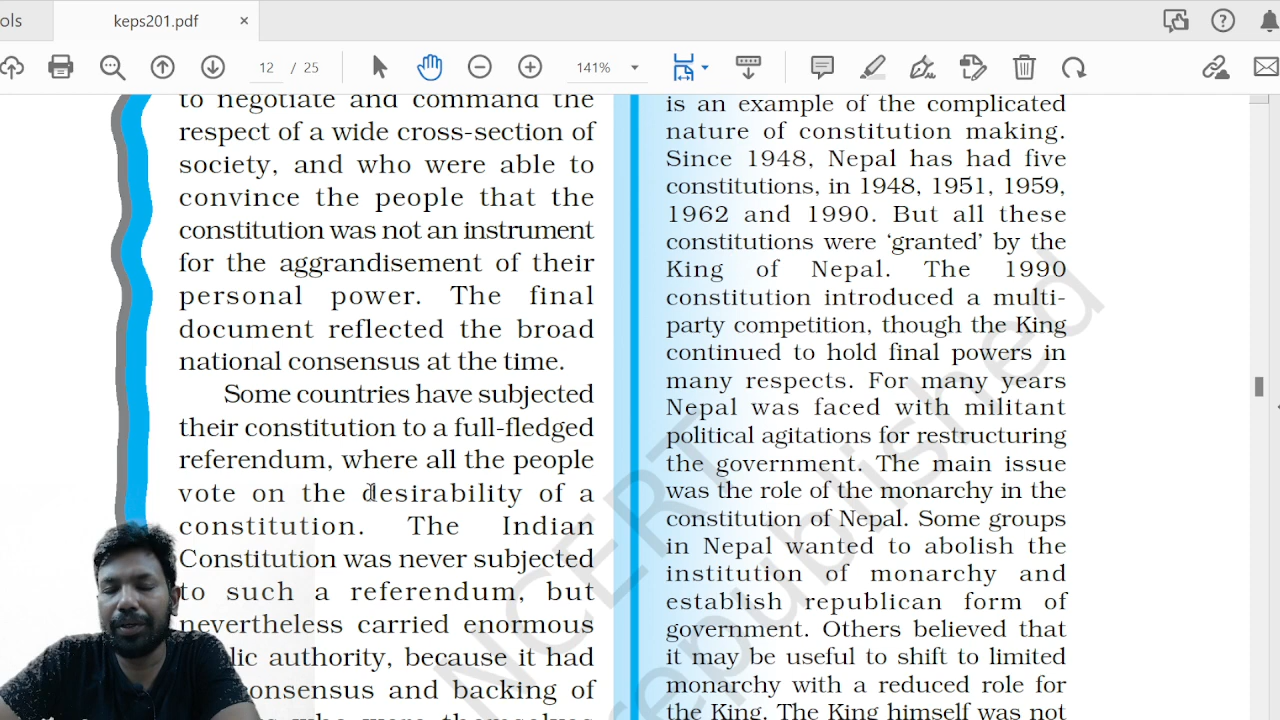 ols
keps201.pdf
×
12 / 25
141%
to negotiate and command the
respect of a wide cross-section of
society, and who were able to
convince the people that the
constitution was not an instrument
for the aggrandisement of their
personal power. The final
document reflected the broad
national consensus at the time.
Some countries have subjected
their constitution to a full-fledged
referendum, where all the people
vote on the desirability of a
constitution. The Indian
Constitution was never subjected
to such a referendum, but
nevertheless carried enormous
lic authority, because it had
onsensus and backing of
who were themselves
is an example of the complicated
nature of constitution making.
Since 1948, Nepal has had five
constitutions, in 1948, 1951, 1959,
1962 and 1990. But all these
constitutions were ‘granted’ by the
King of Nepal. The 1990
constitution introduced a multi-
party competition, though the King
continued to hold final powers in
many respects. For many years
Nepal was faced with militant
political agitations for restructuring
the government. The main issue
was the role of the monarchy in the
constitution of Nepal. Some groups
in Nepal wanted to abolish the
institution of monarchy and
establish republican form of
government. Others believed that
it may be useful to shift to limited
monarchy with a reduced role for
the King. The King himself was not
NCERT
republished